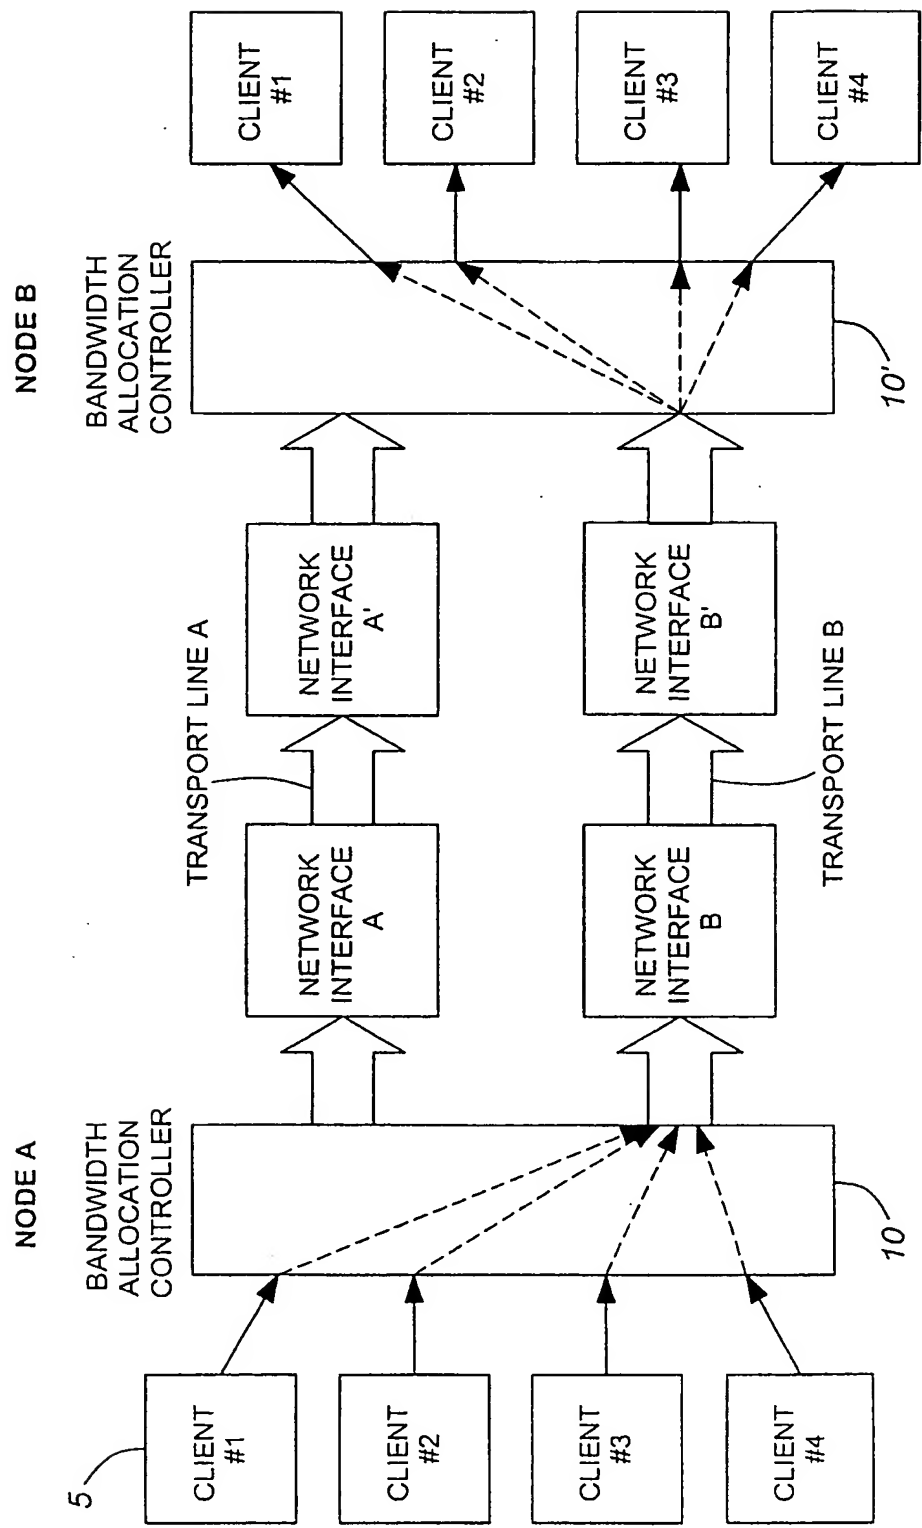 NODE A
NODE B
BANDWIDTH
ALLOCATION
CONTROLLER
BANDWIDTH
ALLOCATION
CONTROLLER
5
CLIENT
#1
CLIENT
#2
CLIENT
#3
CLIENT
#4
10
TRANSPORT LINE A
NETWORK
INTERFACE
A
NETWORK
INTERFACE
A'
NETWORK
INTERFACE
B
NETWORK
INTERFACE
B'
TRANSPORT LINE B
10'
CLIENT
#1
CLIENT
#2
CLIENT
#3
CLIENT
#4